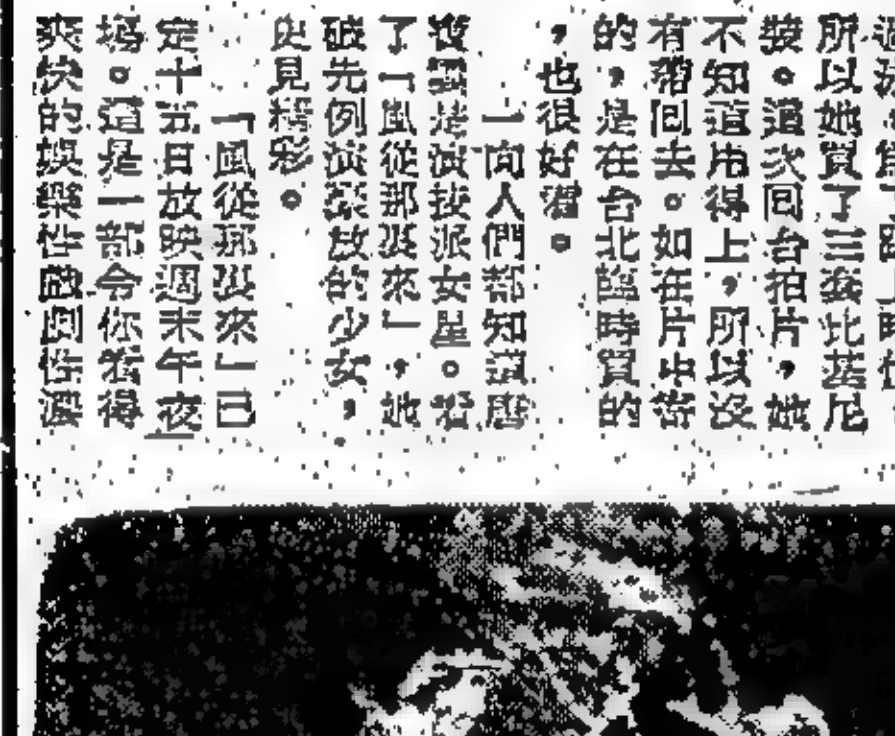 所以她買了三套比基尼
裝。這次回台拍片，她
不知道用得上，所以沒
有帶回去。如在片中穿
的，是在台北臨時買的
，也很好看。
一向人們都知道唐
寶雲是演技派女星。看
了「風從那裏來」，她
破先例演豪放的少女，
更見精彩。
「風從那裏來」已
定十五日放映週末午夜
場。這是一部令你看得
爽快的娛樂性戲劇性濃